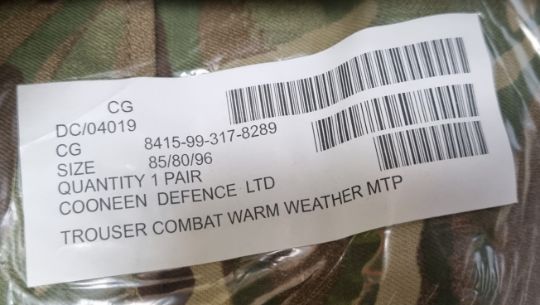 CG
DC/04019
CG 8415-99-317-8289
SIZE 85/80/96
QUANTITY 1 PAIR
COONEEN DEFENCE LTD
TROUSER COMBAT WARM WEATHER MTP